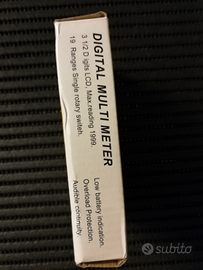 DIGITAL MULTI METER
3 1/2 D igits LCD. Max.reading 1999.
19 Ranges Single rotary switch.
Low battery indication.
Overload Protection.
Audible continuity.
subito